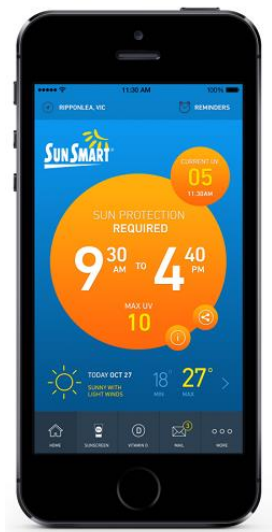 11:30 AM
100%
RIPPONLEA, VIC
REMINDERS
SUNSMART
CURRENT UV
05
11.30AM
SUN PROTECTION
REQUIRED
9 30 AM TO 4 40 PM
MAX UV
10
i
TODAY OCT 27
SUNNY WITH
LIGHT WINDS
18°
MIN
27°
MAX
D
3
HOME
SUNSCREEN
VITAMIN D
MAIL
MORE